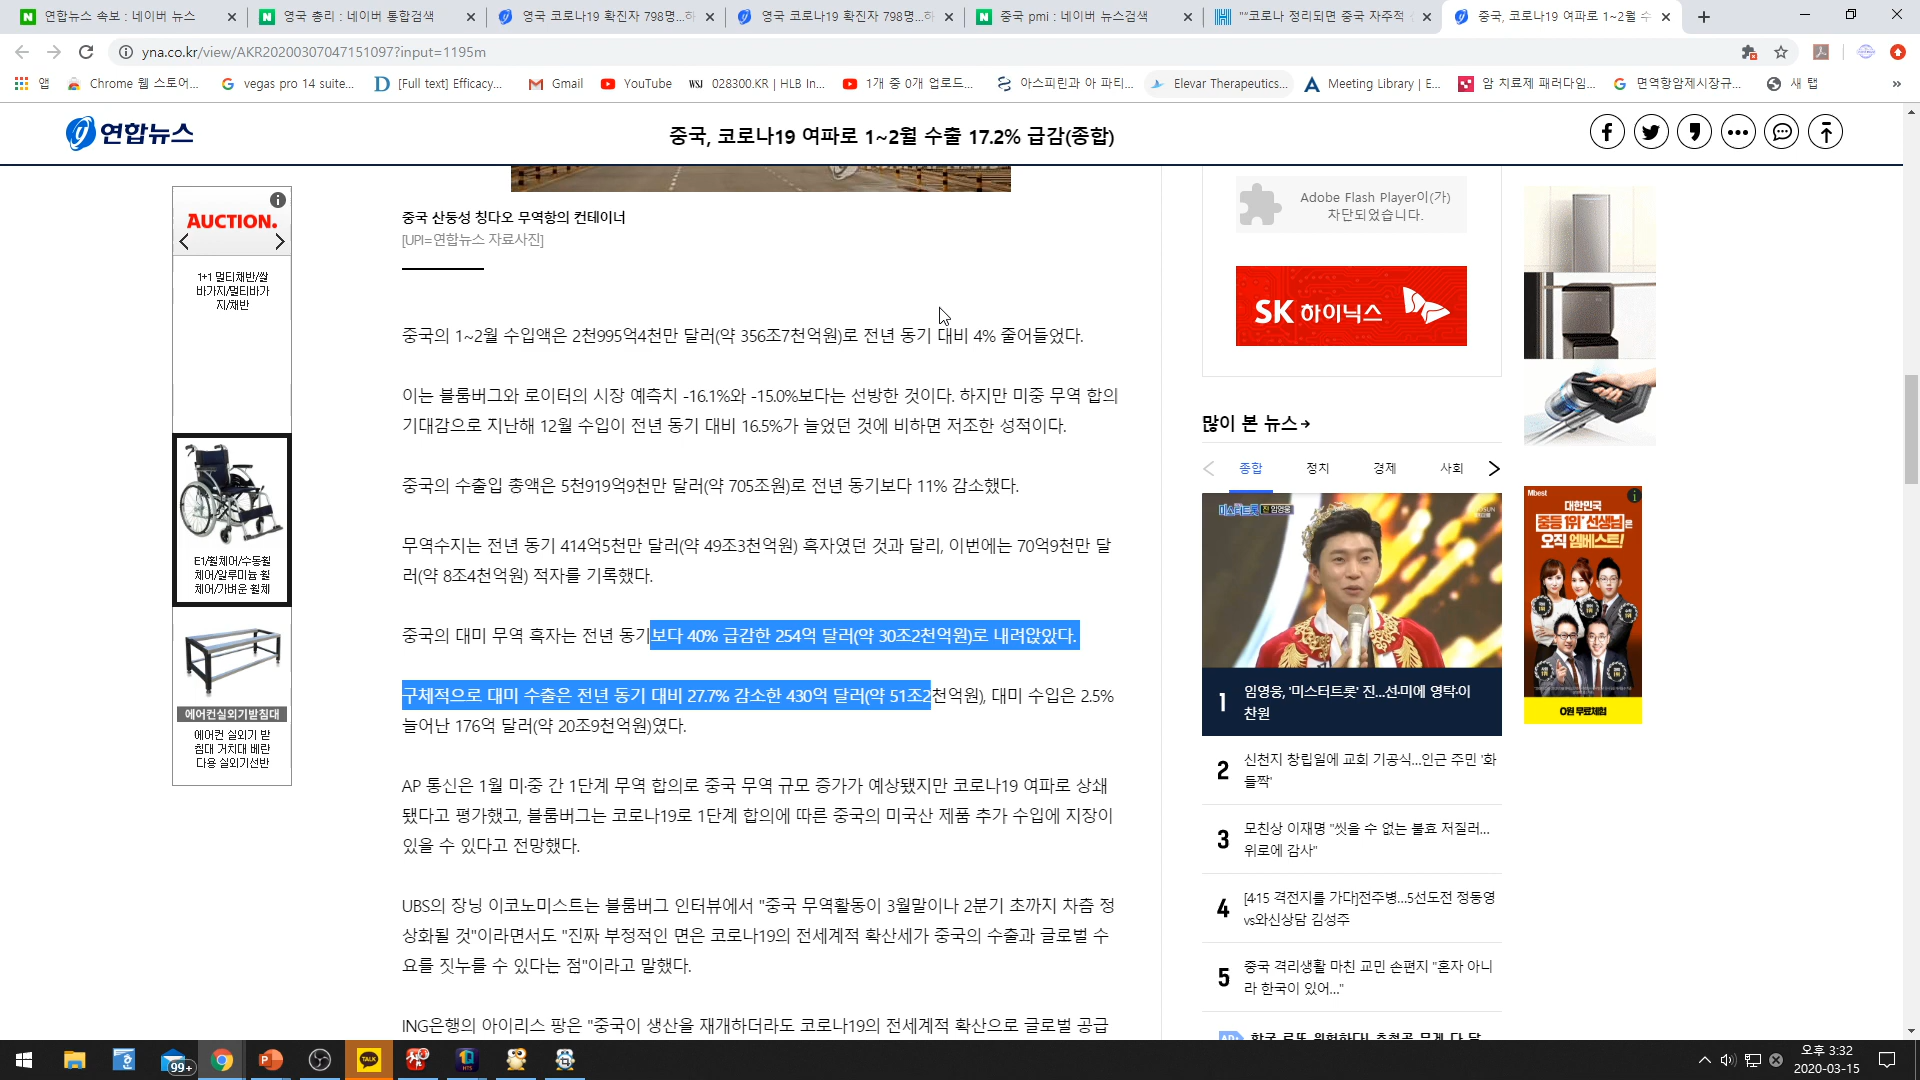 연합뉴스 속보 : 네이버 뉴스
영국 총리 : 네이버 통합검색
영국 코로나19 확진자 798명...하
영국 코로나19 확진자 798명...하
중국 pmi : 네이버 뉴스검색
"“코로나 정리되면 중국 자주적
중국, 코로나19 여파로 1~2월 수
yna.co.kr/view/AKR20200307047151097?input=1195m
앱
Chrome 웹 스토어...
vegas pro 14 suite...
[Full text] Efficacy...
Gmail
YouTube
WSJ 028300.KR | HLB In...
1개 중 0개 업로드...
아스피린과 아 파티...
Elevar Therapeutics...
Meeting Library | E...
암 치료제 패러다임...
면역항암제시장규...
새 탭
연합뉴스
중국, 코로나19 여파로 1~2월 수출 17.2% 급감(종합)
AUCTION.
1+1 멀티채반/쌀
바가지/멀티바가
지/채반
E1/휠체어/수동휠
체어/알루미늄 휠
체어/가벼운 휠체
에어컨실외기받침대
에어컨 실외기 받
침대 거치대 베란
다용 실외기선반
중국 산둥성 칭다오 무역항의 컨테이너
[UPI=연합뉴스 자료사진]
중국의 1~2월 수입액은 2천995억4천만 달러(약 356조7천억원)로 전년 동기 대비 4% 줄어들었다.
이는 블룸버그와 로이터의 시장 예측치 -16.1%와 -15.0%보다는 선방한 것이다. 하지만 미중 무역 합의
기대감으로 지난해 12월 수입이 전년 동기 대비 16.5%가 늘었던 것에 비하면 저조한 성적이다.
중국의 수출입 총액은 5천919억9천만 달러(약 705조원)로 전년 동기보다 11% 감소했다.
무역수지는 전년 동기 414억5천만 달러(약 49조3천억원) 흑자였던 것과 달리, 이번에는 70억9천만 달
러(약 8조4천억원) 적자를 기록했다.
중국의 대미 무역 흑자는 전년 동기보다 40% 급감한 254억 달러(약 30조2천억원)로 내려앉았다.
구체적으로 대미 수출은 전년 동기 대비 27.7% 감소한 430억 달러(약 51조2천억원), 대미 수입은 2.5%
늘어난 176억 달러(약 20조9천억원)였다.
AP 통신은 1월 미·중 간 1단계 무역 합의로 중국 무역 규모 증가가 예상됐지만 코로나19 여파로 상쇄
됐다고 평가했고, 블룸버그는 코로나19로 1단계 합의에 따른 중국의 미국산 제품 추가 수입에 지장이
있을 수 있다고 전망했다.
UBS의 장닝 이코노미스트는 블룸버그 인터뷰에서 "중국 무역활동이 3월말이나 2분기 초까지 차츰 정
상화될 것"이라면서도 "진짜 부정적인 면은 코로나19의 전세계적 확산세가 중국의 수출과 글로벌 수
요를 짓누를 수 있다는 점"이라고 말했다.
ING은행의 아이리스 팡은 "중국이 생산을 재개하더라도 코로나19의 전세계적 확산으로 글로벌 공급
Adobe Flash Player이(가)
차단되었습니다.
SK 하이닉스
많이 본 뉴스
종합 정치 경제 사회
미스터트롯 진 임영웅
1 임영웅, '미스터트롯' 진...선·미에 영탁·이
찬원
2 신천지 창립일에 교회 기공식...인근 주민 '화
들짝'
3 모친상 이재명 "씻을 수 없는 불효 저질러...
위로에 감사"
4 [4·15 격전지를 가다]전주병...5선도전 정동영
vs와신상담 김성주
5 중국 격리생활 마친 교민 손편지 "혼자 아니
라 한국이 있어..."
Mbest
대한민국
중등 1위* 선생님은
오직 엠베스트!
0원 무료체험
99+
TALK
HTS
오후 3:32
2020-03-15